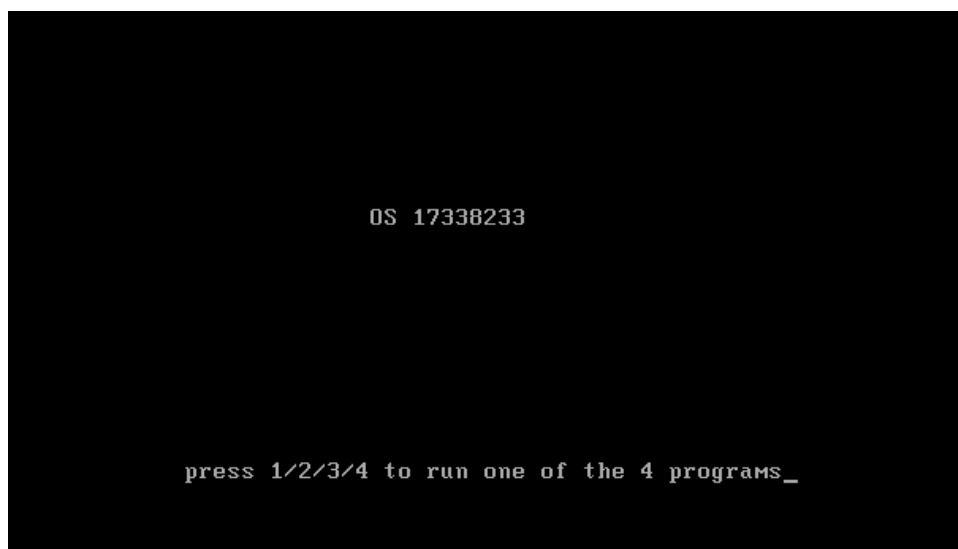 OS 17338233
press 1/2/3/4 to run one of the 4 programs_